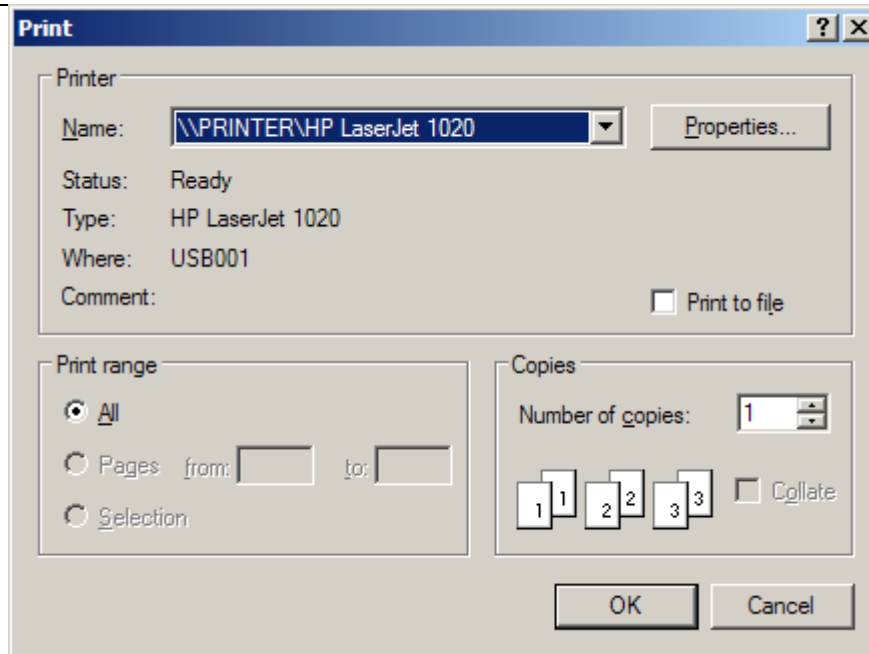 Print
Printer
Name: \\PRINTER\HP LaserJet 1020 Properties...
Status: Ready
Type: HP LaserJet 1020
Where: USB001
Comment: Print to file
Print range
All
Pages from: to:
Selection
Copies
Number of copies: 1
1 1 2 2 3 3 Collate
OK Cancel